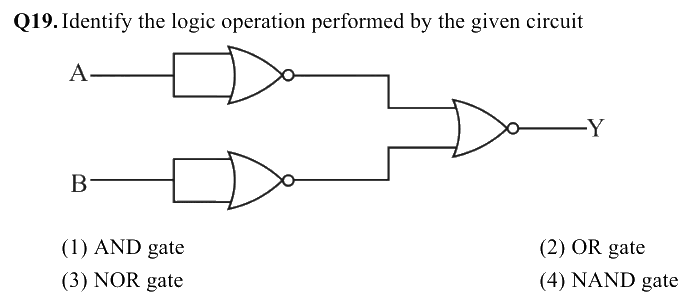 Q19. Identify the logic operation performed by the given circuit
A
Y
B
(1) AND gate (2) OR gate
(3) NOR gate (4) NAND gate